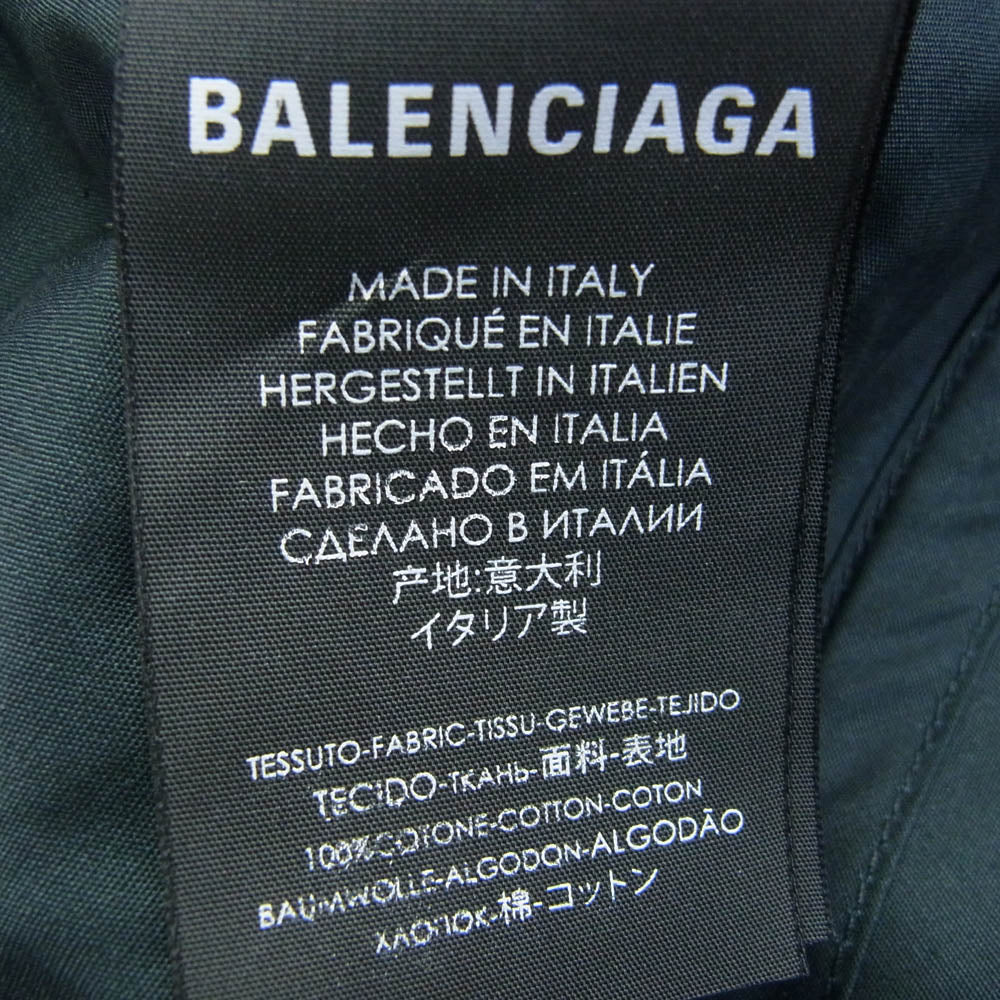 BALENCIAGA
MADE IN ITALY
FABRIQUÉ EN ITALIE
HERGESTELLT IN ITALIEN
HECHO EN ITALIA
FABRICADO EM ITÁLIA
СДЕЛАНО В ИТАЛИИ
产地:意大利
イタリア製
TESSUTO-FABRIC-TISSU-GEWEBE-TEJIDO
TECIDO-ТКАНЬ-面料-表地
100%COTONE-COTTON-COTON
BAUMWOLLE-ALGODON-ALGODÃO
ХЛОПОК-棉-コットン